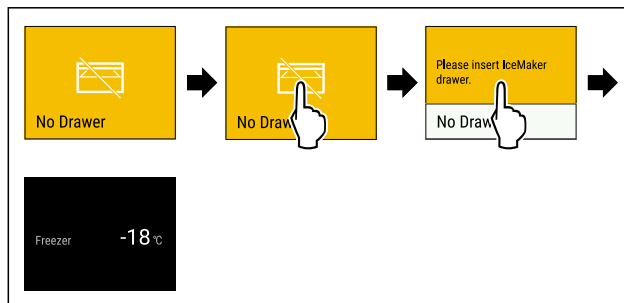 No Drawer
No Draw
Please insert IceMaker
drawer.
No Draw
Freezer -18 °C